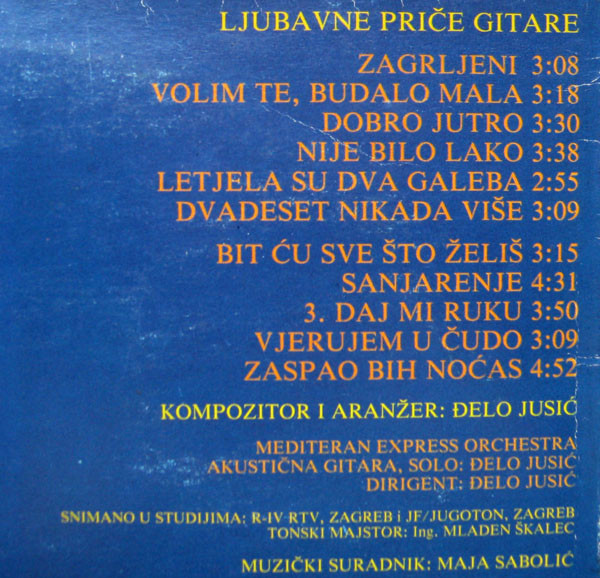 LJUBAVNE PRIČE GITARE
ZAGRLJENI 3:08
VOLIM TE, BUDALO MALA 3:18
DOBRO JUTRO 3:30
NIJE BILO LAKO 3:38
LETJELA SU DVA GALEBA 2:55
DVADESET NIKADA VIŠE 3:09
BIT ĆU SVE ŠTO ŽELIŠ 3:15
SANJARENJE 4:31
3. DAJ MI RUKU 3:50
VJERUJEM U ČUDO 3:09
ZASPAO BIH NOĆAS 4:52
KOMPOZITOR I ARANŽER: ĐELO JUSIĆ
MEDITERAN EXPRESS ORCHESTRA
AKUSTIČNA GITARA, SOLO: ĐELO JUSIĆ
DIRIGENT: ĐELO JUSIĆ
SNIMANO U STUDIJIMA: R-IV-RTV, ZAGREB i JF/JUGOTON, ZAGREB
TONSKI MAJSTOR: Ing. MLADEN ŠKALEC
MUZIČKI SURADNIK: MAJA SABOLIĆ